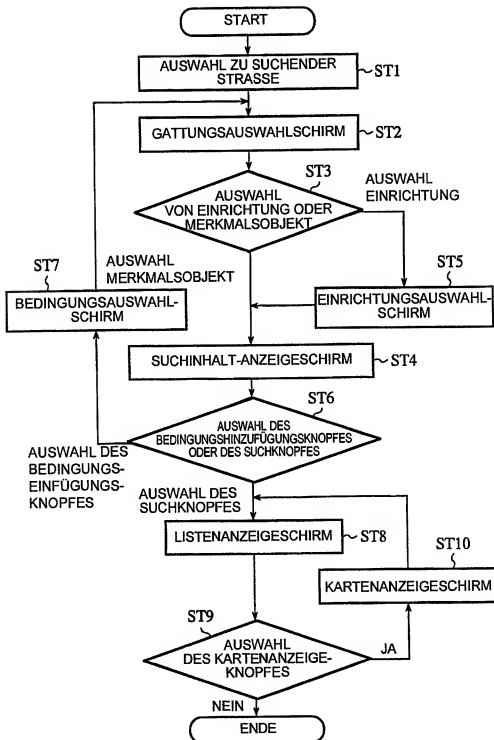 START
AUSWAHL ZU SUCHENDER
STRASSE
ST1
GATTUNGSAUSWAHLSCHIRM
ST2
ST3
AUSWAHL
VON EINRICHTUNG ODER
MERKMALSOBJEKT
AUSWAHL
EINRICHTUNG
AUSWAHL
MERKMALSOBJEKT
ST7
BEDINGUNGSAUSWAHL-
SCHIRM
ST5
EINRICHTUNGSAUSWAHL-
SCHIRM
SUCHINHALT-ANZEIGESCHIRM
ST4
ST6
AUSWAHL DES
BEDINGUNGSHINZUFÜGUNGSKNOPFES
ODER DES SUCHKNOPFES
AUSWAHL DES
BEDINGUNGS-
EINFÜGUNGS-
KNOPFES
AUSWAHL DES
SUCHKNOPFES
LISTENANZEIGESCHIRM
ST8
ST10
KARTENANZEIGESCHIRM
ST9
AUSWAHL
DES KARTENANZEIGE-
KNOPFES
JA
NEIN
ENDE